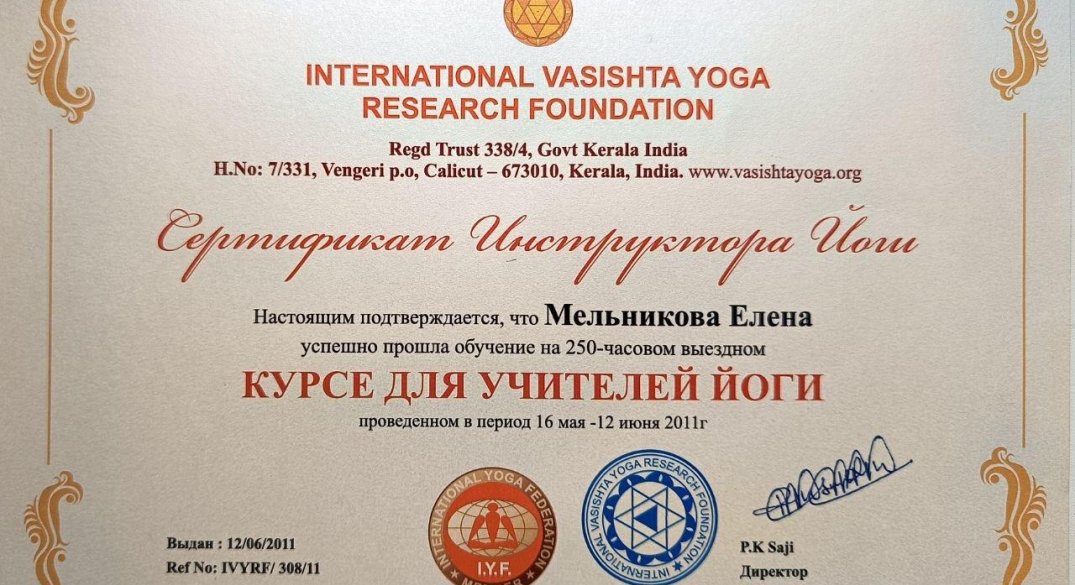 INTERNATIONAL VASISHTA YOGA
RESEARCH FOUNDATION
Regd Trust 338/4, Govt Kerala India
H.No: 7/331, Vengeri p.o, Calicut – 673010, Kerala, India. www.vasishtayoga.org
Сертификат Инструктора Йоги
Настоящим подтверждается, что Мельникова Елена
успешно прошла обучение на 250-часовом выездном
КУРСЕ ДЛЯ УЧИТЕЛЕЙ ЙОГИ
проведенном в период 16 мая -12 июня 2011г
INTERNATIONAL YOGA FEDERATION
I.Y.F.
MEMBER
INTERNATIONAL VASISHTA YOGA RESEARCH FOUNDATION
Выдан : 12/06/2011
Ref No: IVYRF/ 308/11
P.K Saji
Директор